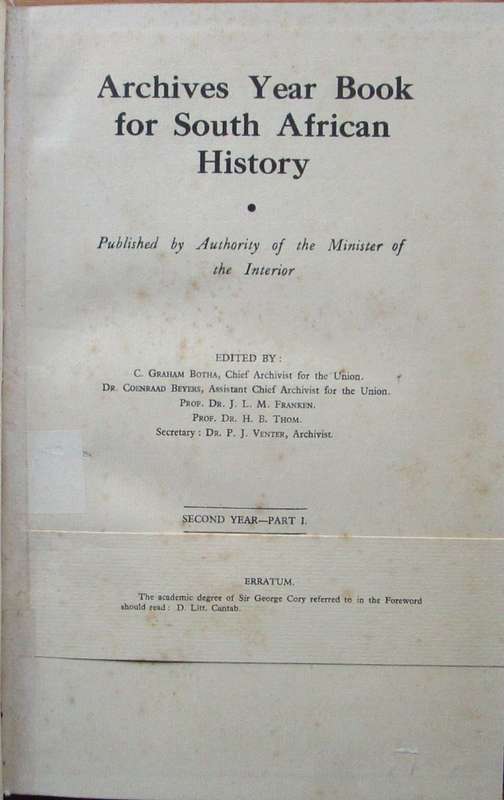 Archives Year Book
for South African
History
Published by Authority of the Minister of
the Interior
EDITED BY :
C. GRAHAM BOTHA, Chief Archivist for the Union.
DR. COENRAAD BEYERS, Assistant Chief Archivist for the Union.
PROF. DR. J. L. M. FRANKEN.
PROF. DR. H. B. THOM.
Secretary : DR. P. J. VENTER, Archivist.
SECOND YEAR—PART I.
ERRATUM.
The academic degree of Sir George Cory referred to in the Foreword
should read : D. Litt. Cantab.